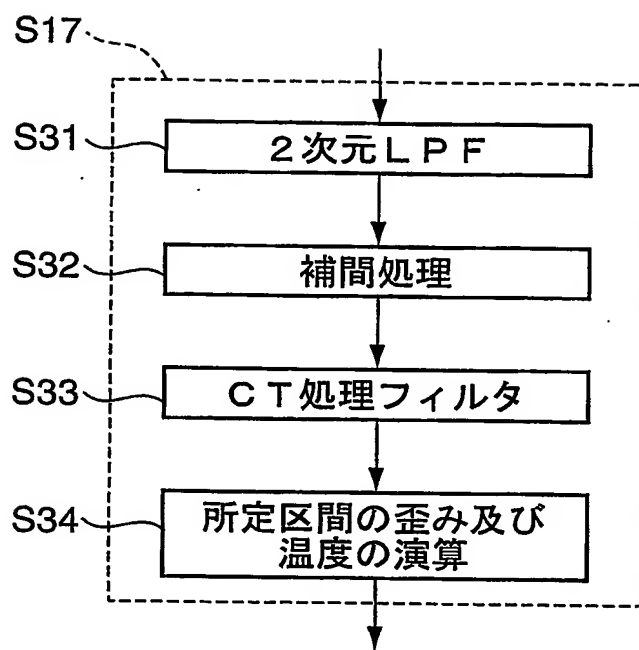 S17
S31
2次元LPF
S32
補間処理
S33
CT処理フィルタ
S34
所定区間の歪み及び
温度の演算